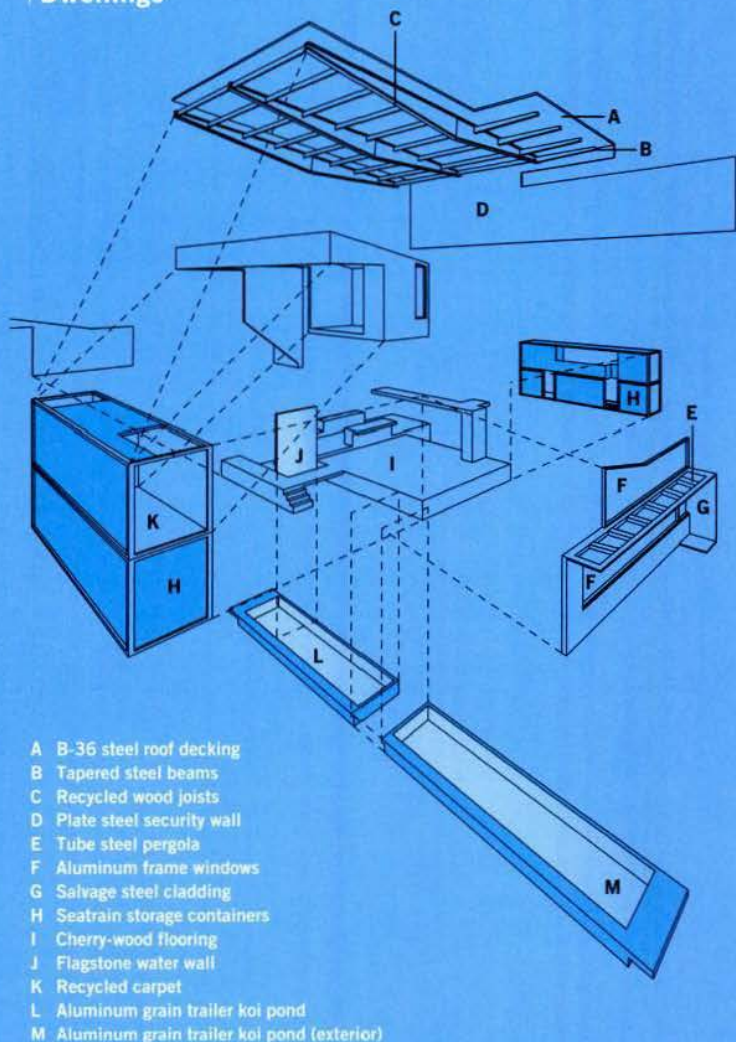 Dwellings
C
A
B
D
H
E
J
I
F
G
K
F
H
L
M
A B-36 steel roof decking
B Tapered steel beams
C Recycled wood joists
D Plate steel security wall
E Tube steel pergola
F Aluminum frame windows
G Salvage steel cladding
H Seatrain storage containers
I Cherry-wood flooring
J Flagstone water wall
K Recycled carpet
L Aluminum grain trailer koi pond
M Aluminum grain trailer koi pond (exterior)